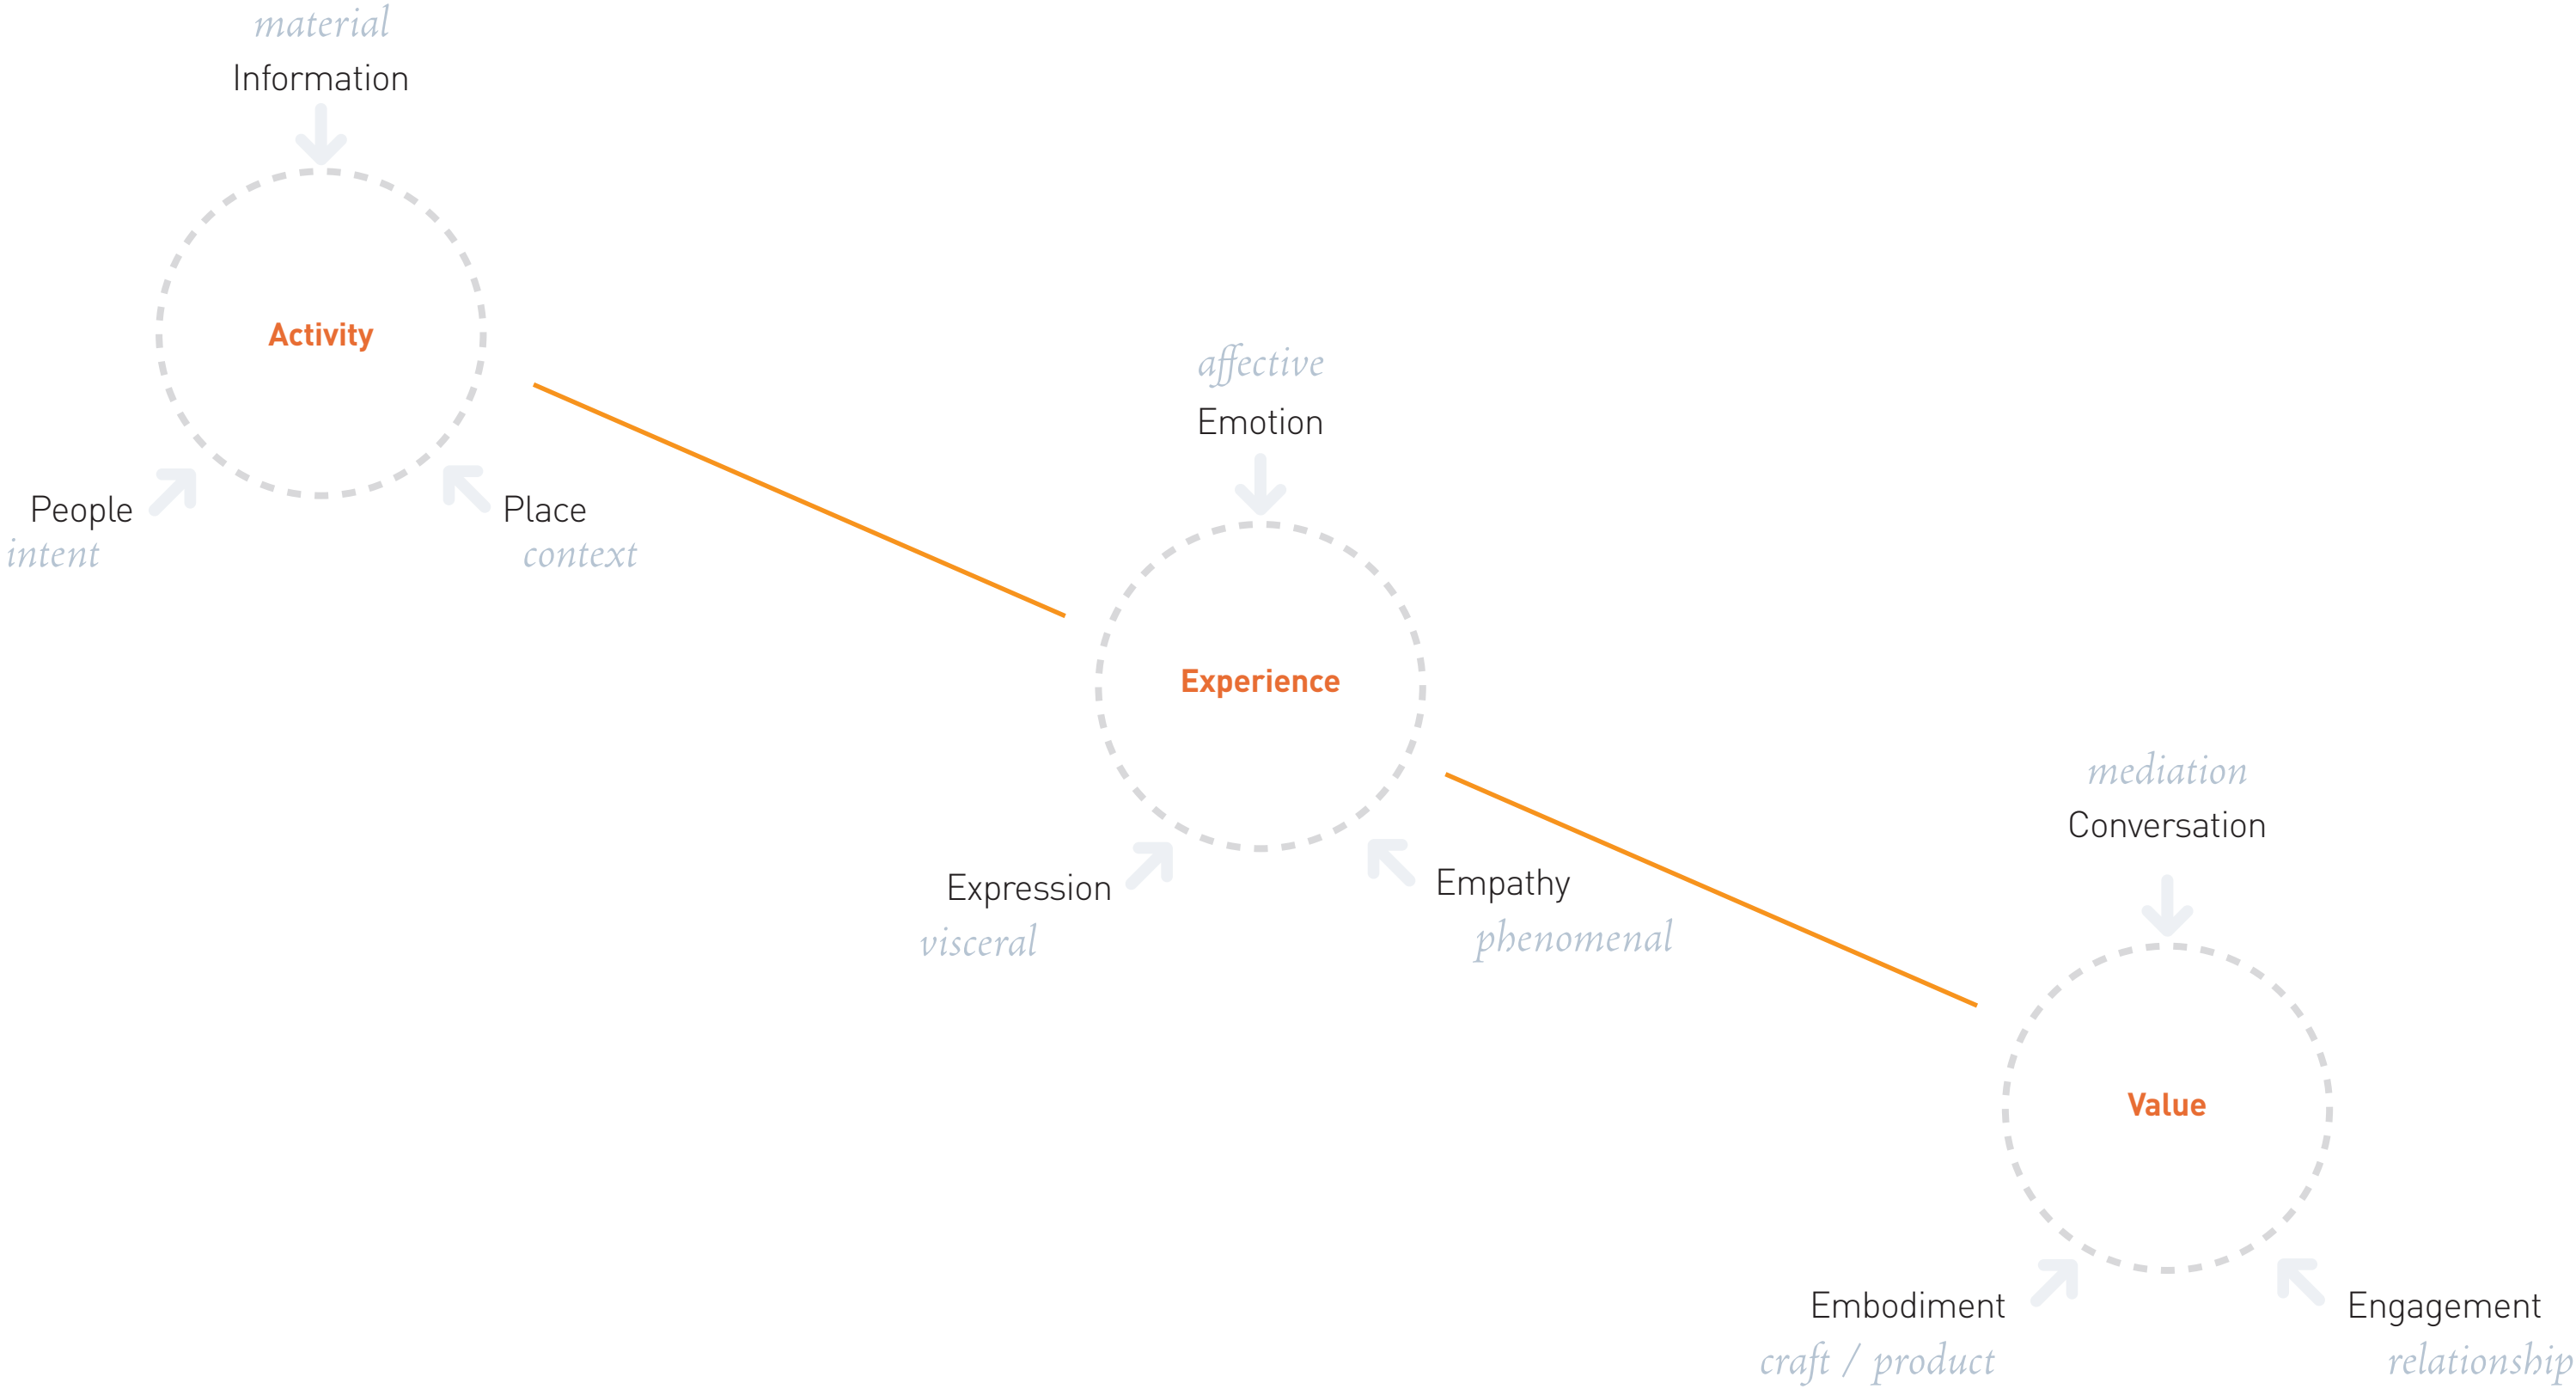 material
Information
Activity
People
intent
Place
context
affective
Emotion
Experience
Expression
visceral
Empathy
phenomenal
mediation
Conversation
Value
Embodiment
craft / product
Engagement
relationship